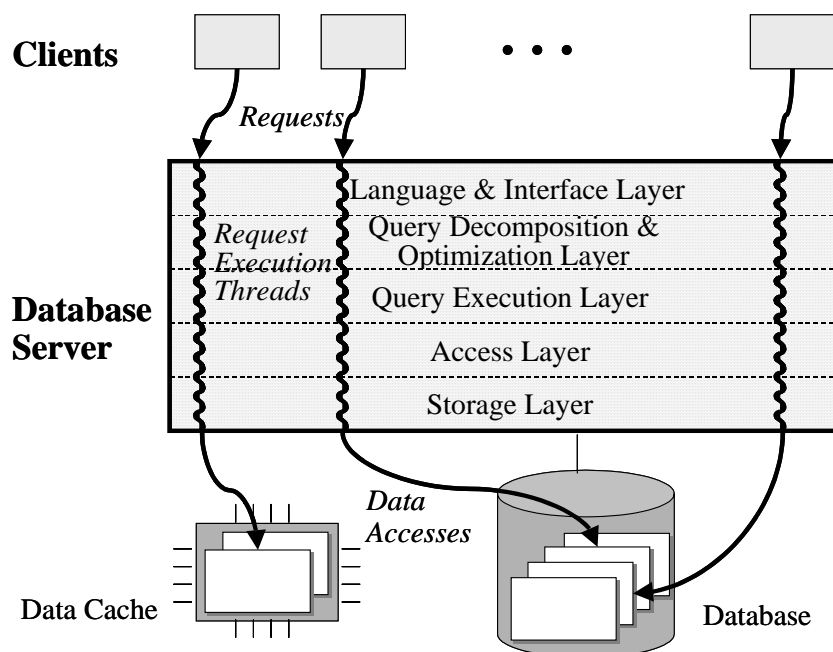 Clients
• • •
Requests
Language & Interface Layer
Query Decomposition &
Optimization Layer
Request
Execution
Threads
Query Execution Layer
Database
Server
Access Layer
Storage Layer
Data
Accesses
Data Cache
Database